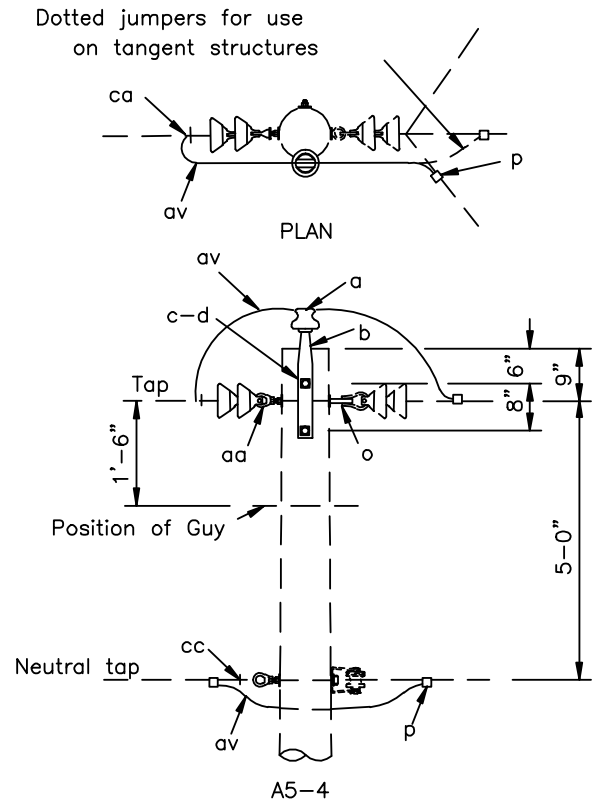 Dotted jumpers for use
on tangent structures
ca
p
av
PLAN
av
a
c-d
b
6"
9"
Tap
8"
aa
o
1'-6"
Position of Guy
5-0"
cc
Neutral tap
av
p
A5-4